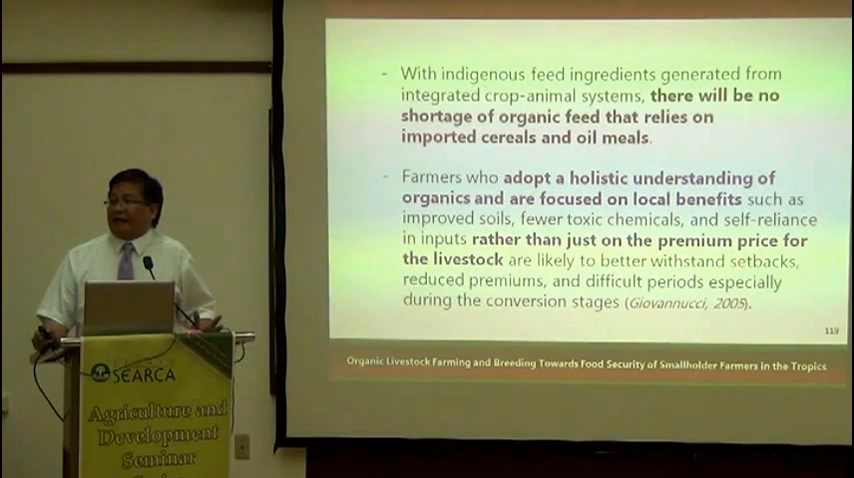 - With indigenous feed ingredients generated from
integrated crop-animal systems, there will be no
shortage of organic feed that relies on
imported cereals and oil meals.
- Farmers who adopt a holistic understanding of
organics and are focused on local benefits such as
improved soils, fewer toxic chemicals, and self-reliance
in inputs rather than just on the premium price for
the livestock are likely to better withstand setbacks,
reduced premiums, and difficult periods especially
during the conversion stages (Giovannucci, 2005).
119
Organic Livestock Farming and Breeding Towards Food Security of Smallholder Farmers in the Tropics
SEARCA
Agriculture and
Development
Seminar